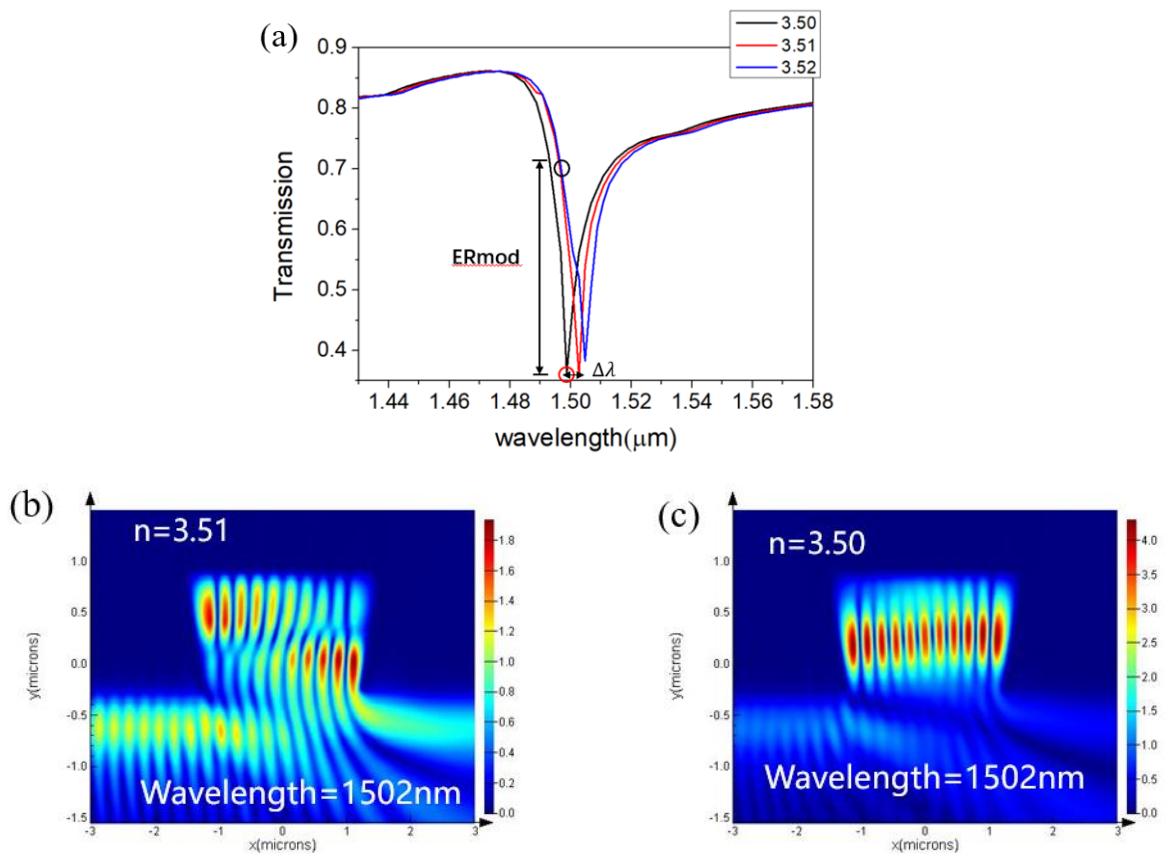 (a)
3.50
3.51
3.52
0.9
0.8
0.7
0.6
0.5
0.4
Transmission
ERmod
Δλ
1.44 1.46 1.48 1.50 1.52 1.54 1.56 1.58
wavelength(μm)
(b)
n=3.51
1.0
0.5
0.0
-0.5
-1.0
-1.5
y(microns)
Wavelength=1502nm
-3 -2 -1 0 1 2 3
x(microns)
1.8
1.6
1.4
1.2
1.0
0.8
0.6
0.4
0.2
0.0
(c)
n=3.50
1.0
0.5
0.0
-0.5
-1.0
-1.5
y(microns)
Wavelength=1502nm
-3 -2 -1 0 1 2 3
x(microns)
4.0
3.5
3.0
2.5
2.0
1.5
1.0
0.5
0.0